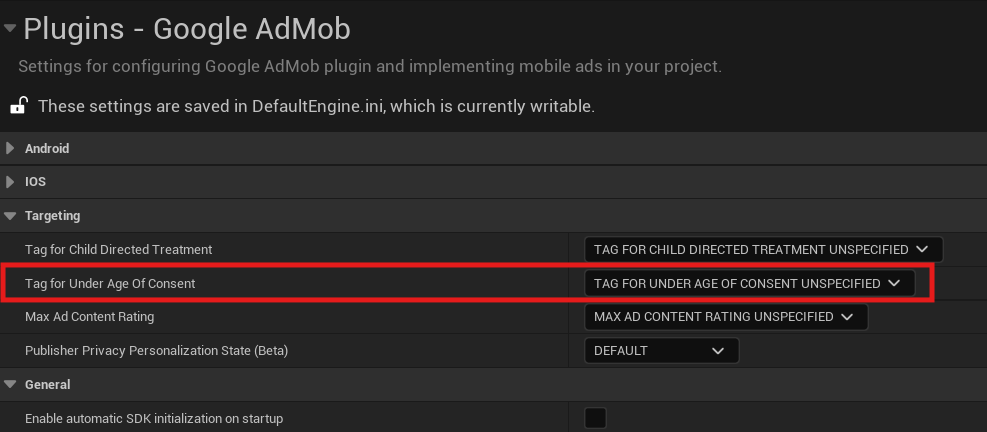 Plugins - Google AdMob
Settings for configuring Google AdMob plugin and implementing mobile ads in your project.
These settings are saved in DefaultEngine.ini, which is currently writable.
Android
IOS
Targeting
Tag for Child Directed Treatment TAG FOR CHILD DIRECTED TREATMENT UNSPECIFIED
Tag for Under Age Of Consent TAG FOR UNDER AGE OF CONSENT UNSPECIFIED
Max Ad Content Rating MAX AD CONTENT RATING UNSPECIFIED
Publisher Privacy Personalization State (Beta) DEFAULT
General
Enable automatic SDK initialization on startup